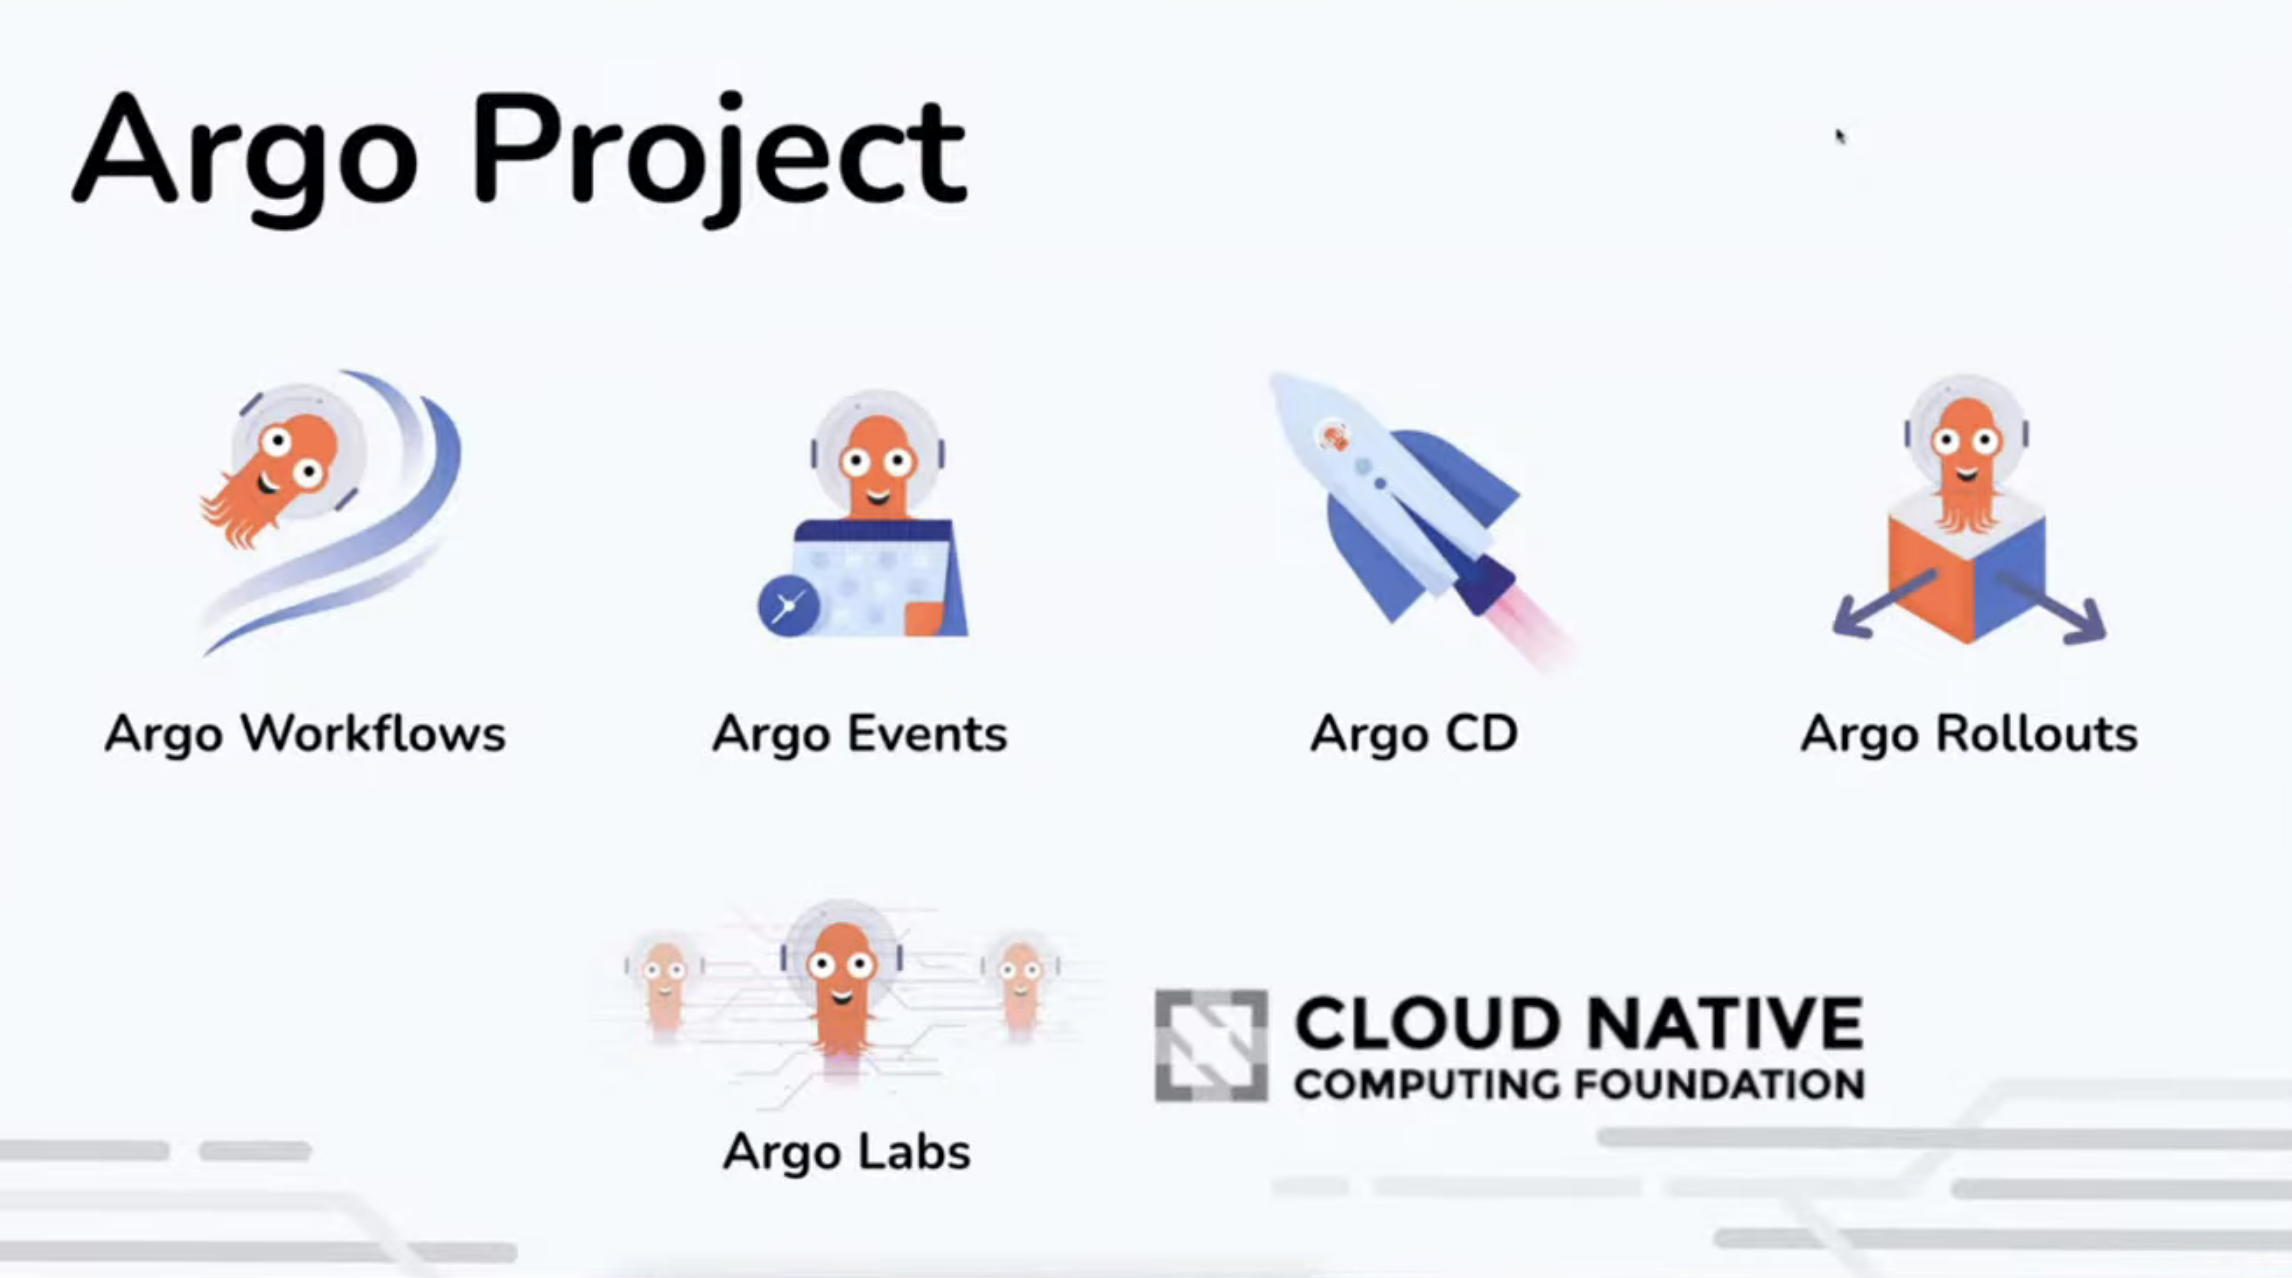 Argo Project
Argo Workflows
Argo Events
Argo CD
Argo Rollouts
Argo Labs
CLOUD NATIVE
COMPUTING FOUNDATION